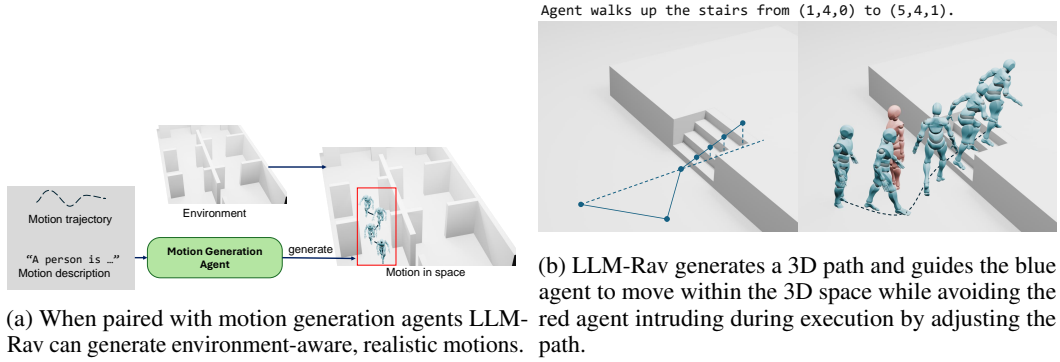 Environment
Motion trajectory
"A person is …"
Motion description
Motion Generation
Agent
generate
Motion in space
(a) When paired with motion generation agents LLM-
Rav can generate environment-aware, realistic motions.
Agent walks up the stairs from (1,4,0) to (5,4,1).
(b) LLM-Rav generates a 3D path and guides the blue
agent to move within the 3D space while avoiding the
red agent intruding during execution by adjusting the
path.